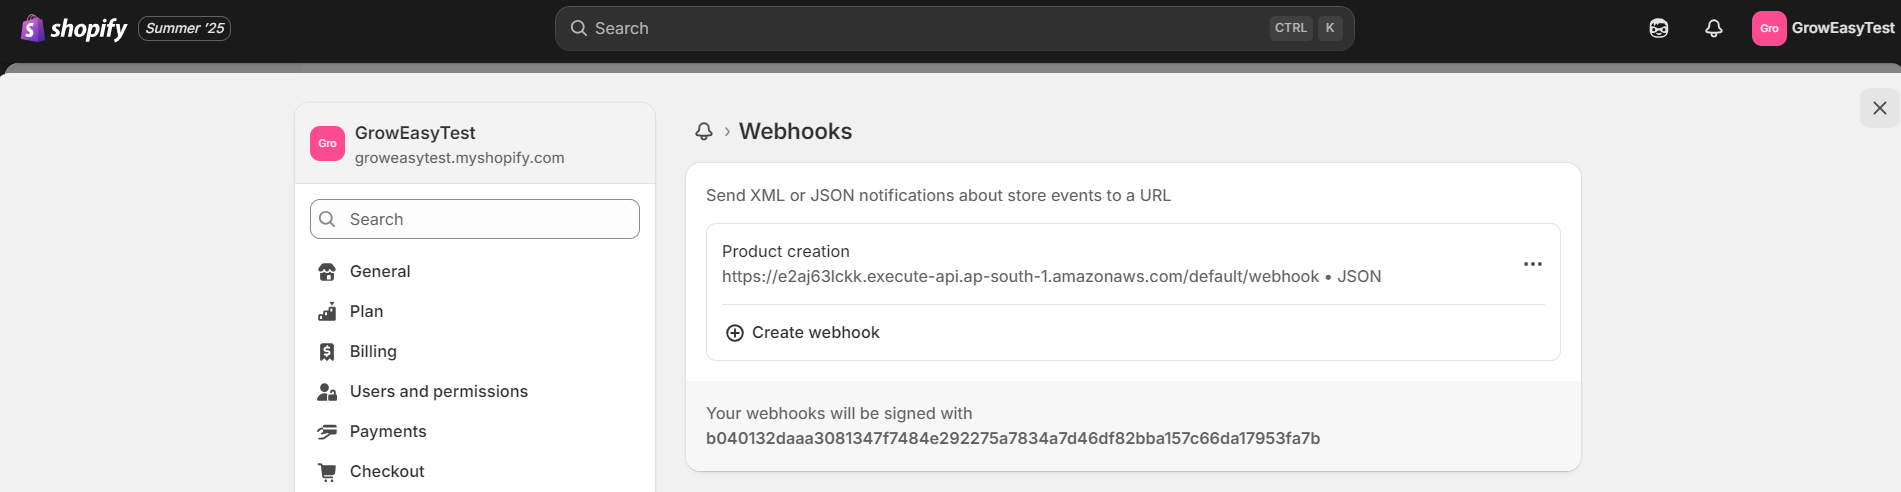 shopify Summer '25
Search CTRL K
Gro GrowEasyTest
Gro GrowEasyTest
groweasytest.myshopify.com
Search
General
Plan
Billing
Users and permissions
Payments
Checkout
› Webhooks
Send XML or JSON notifications about store events to a URL
Product creation
https://e2aj63lckk.execute-api.ap-south-1.amazonaws.com/default/webhook • JSON
Create webhook
Your webhooks will be signed with
b040132daaa3081347f7484e292275a7834a7d46df82bba157c66da17953fa7b